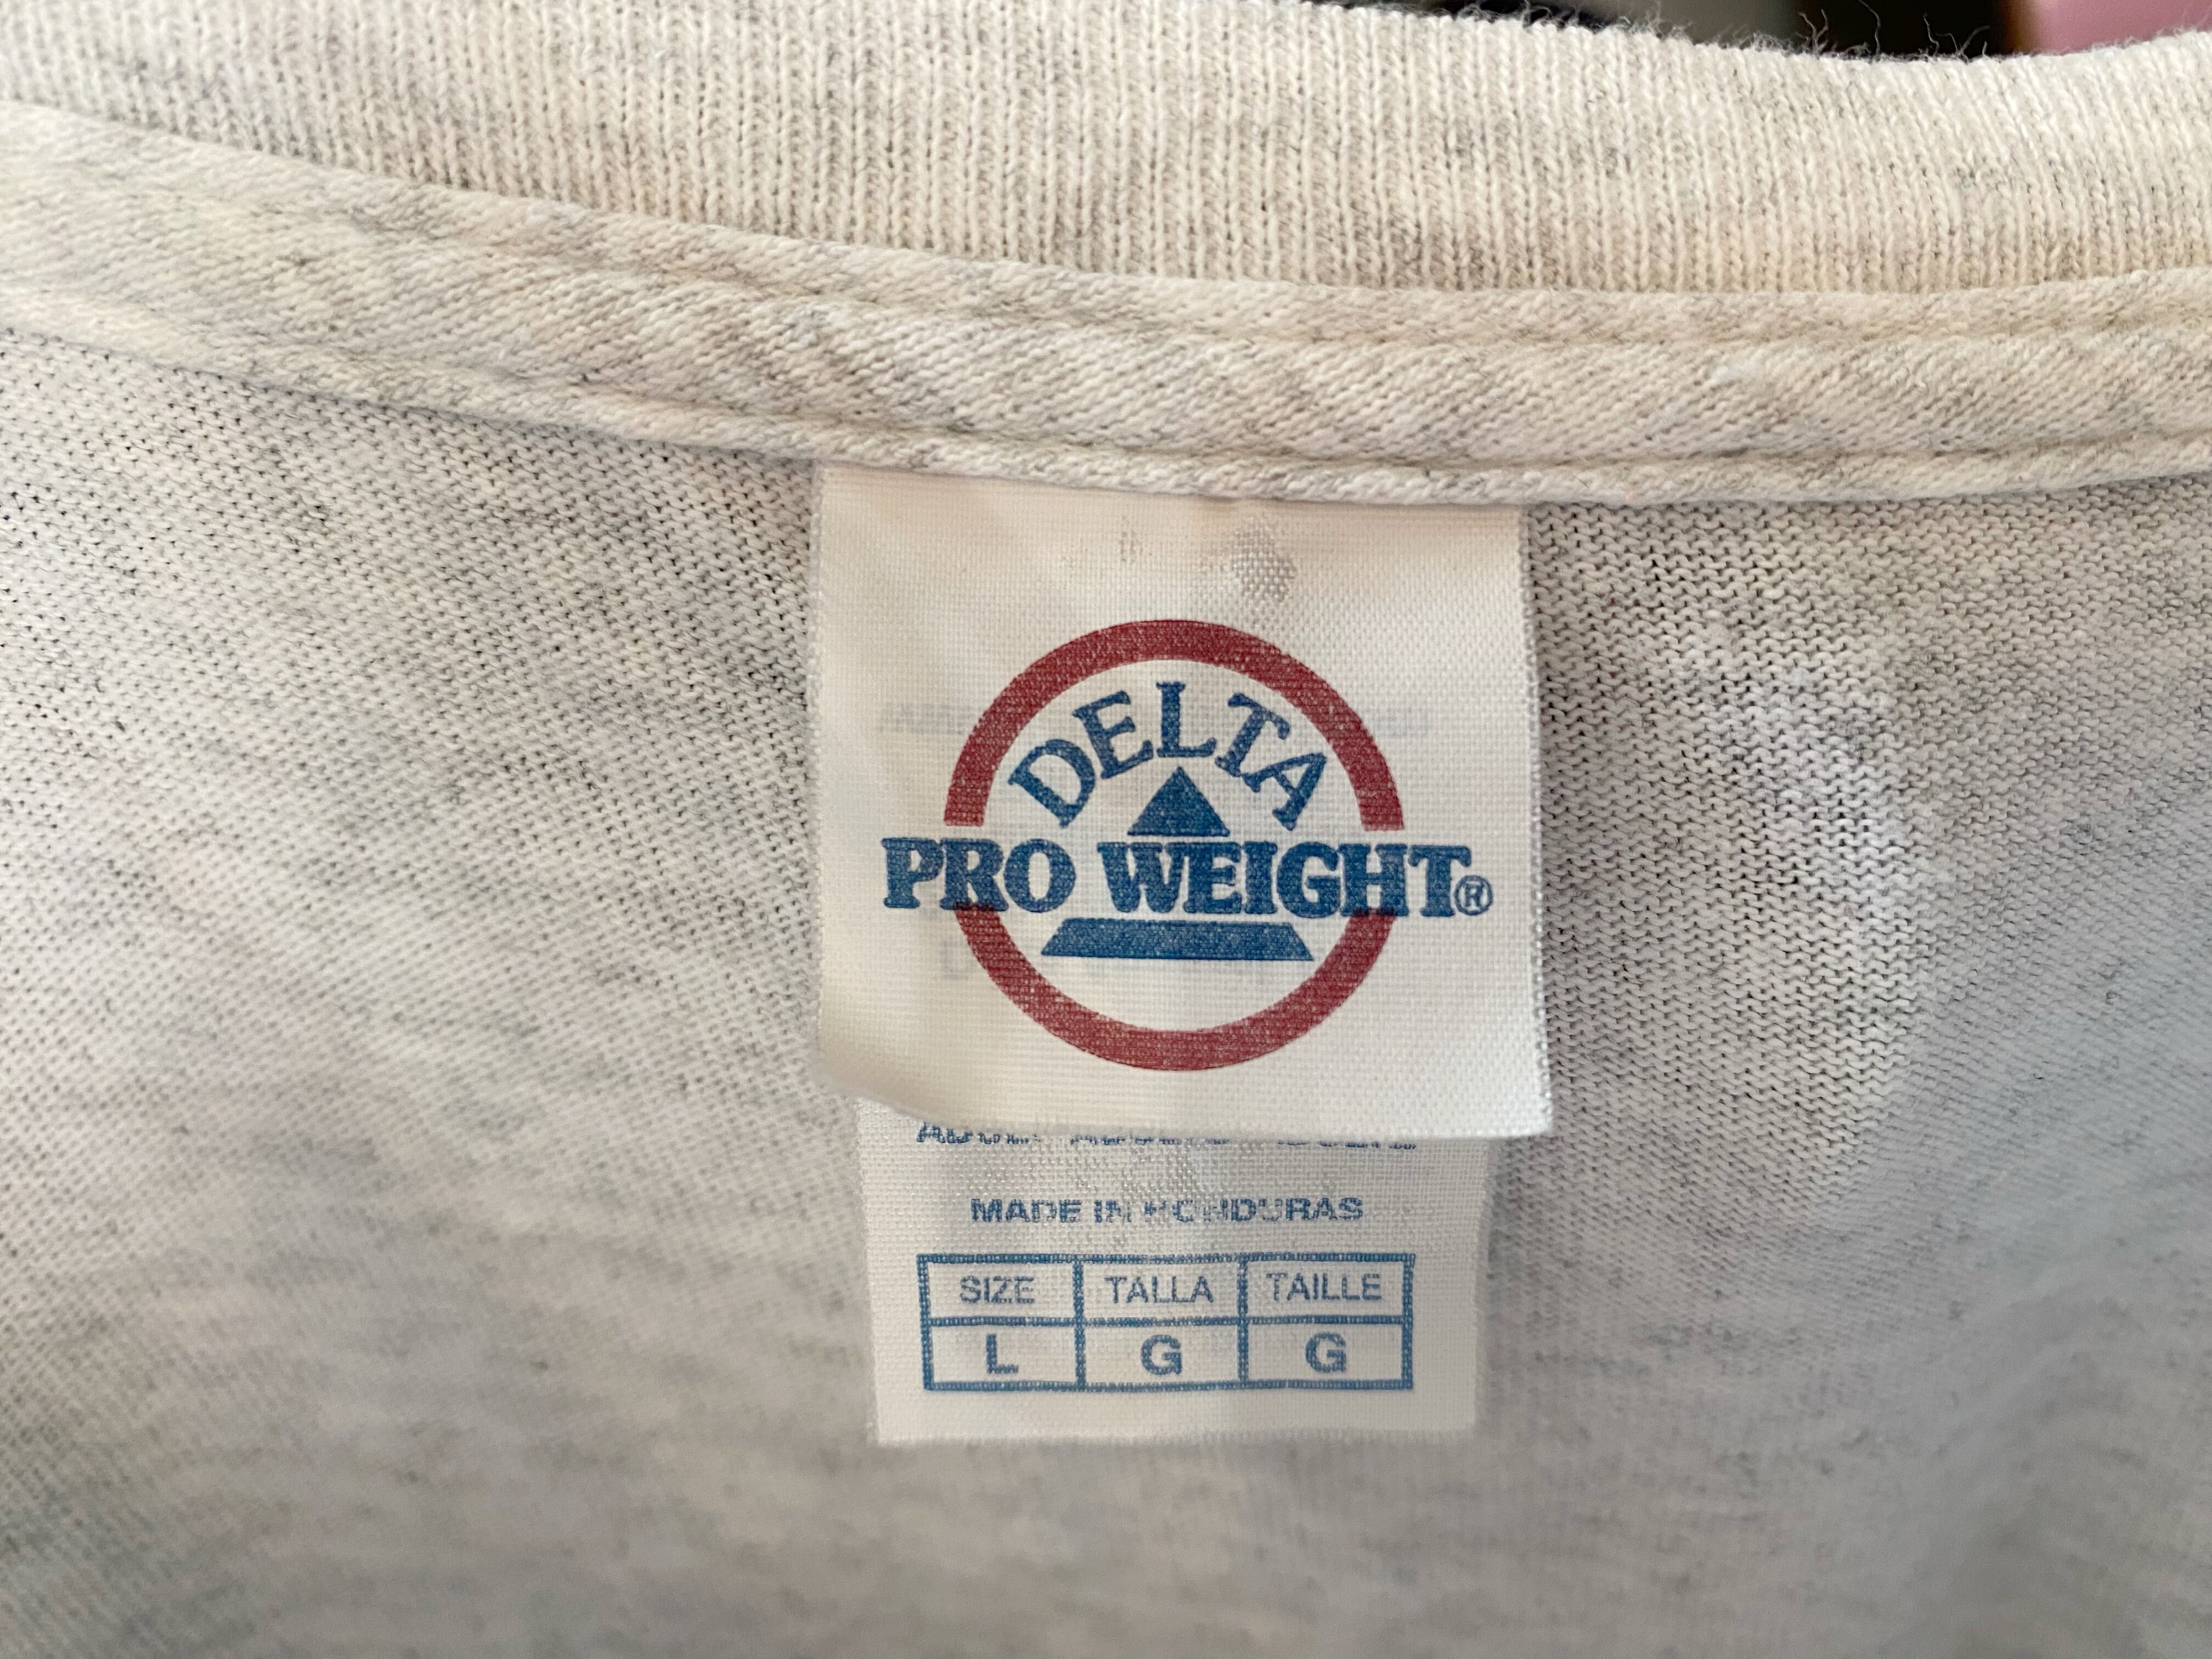 DELTA
PRO WEIGHT®
MADE IN HONDURAS
SIZE TALLA TAILLE
L G G